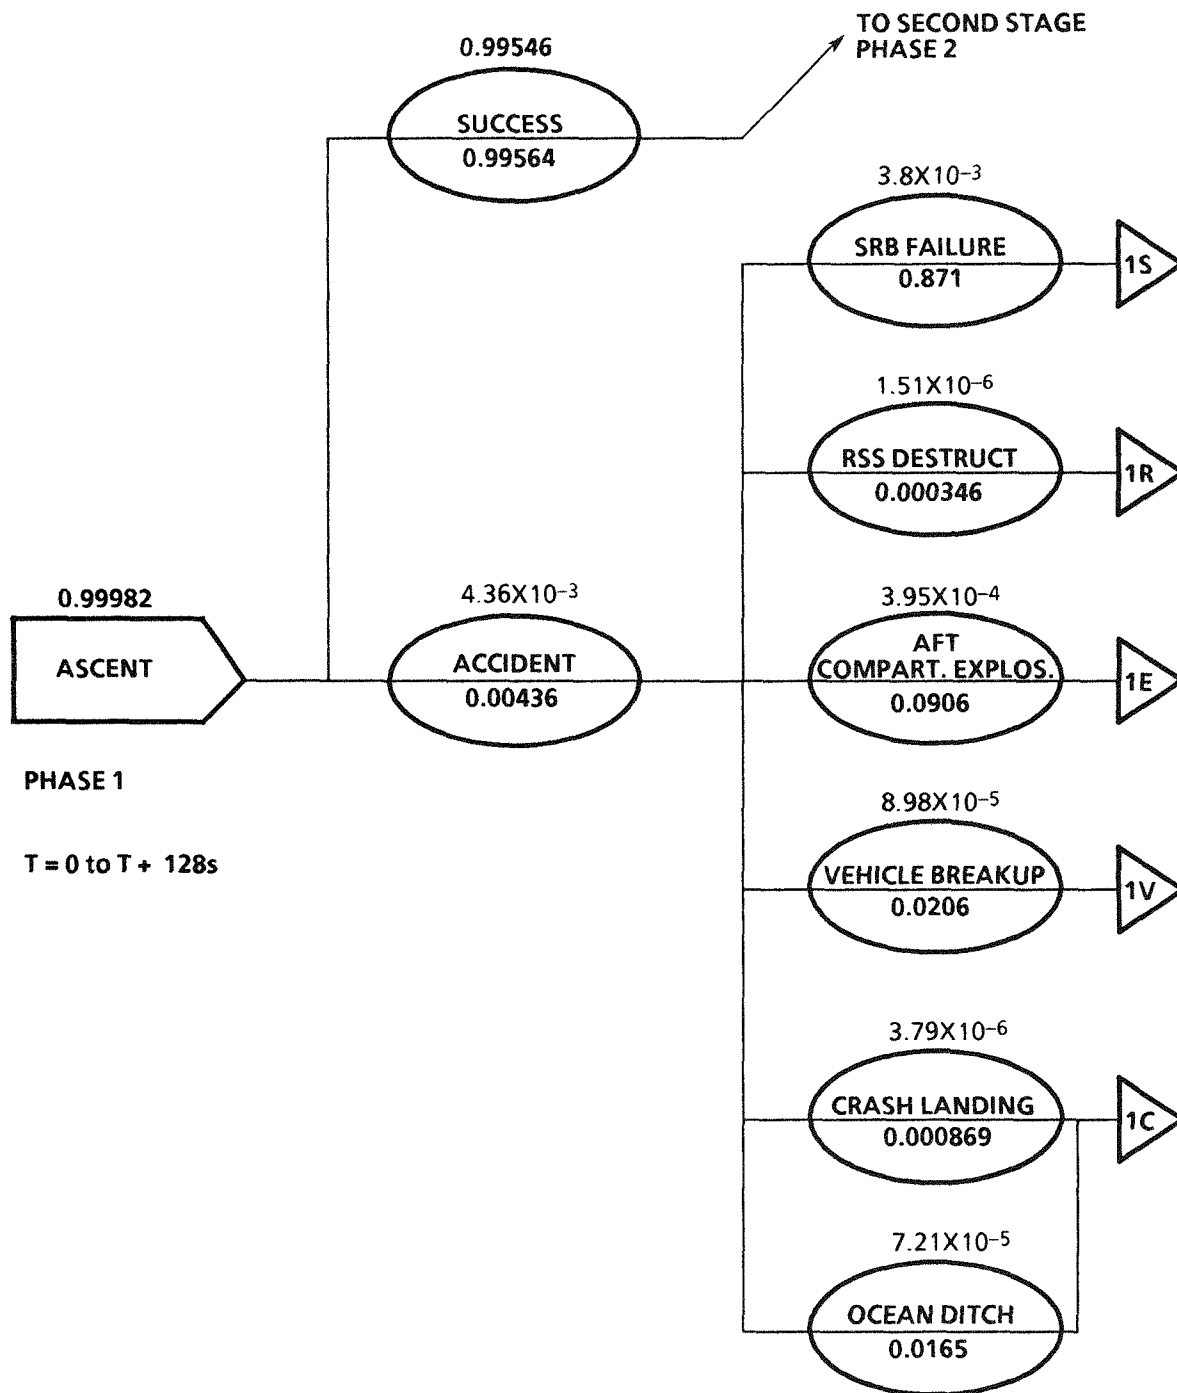 TO SECOND STAGE
PHASE 2
0.99546
SUCCESS
0.99564
3.8X10⁻³
SRB FAILURE
0.871
1S
1.51X10⁻⁶
RSS DESTRUCT
0.000346
1R
0.99982
ASCENT
PHASE 1
T = 0 to T + 128s
4.36X10⁻³
ACCIDENT
0.00436
3.95X10⁻⁴
AFT
COMPART. EXPLOS.
0.0906
1E
8.98X10⁻⁵
VEHICLE BREAKUP
0.0206
1V
3.79X10⁻⁶
CRASH LANDING
0.000869
1C
7.21X10⁻⁵
OCEAN DITCH
0.0165